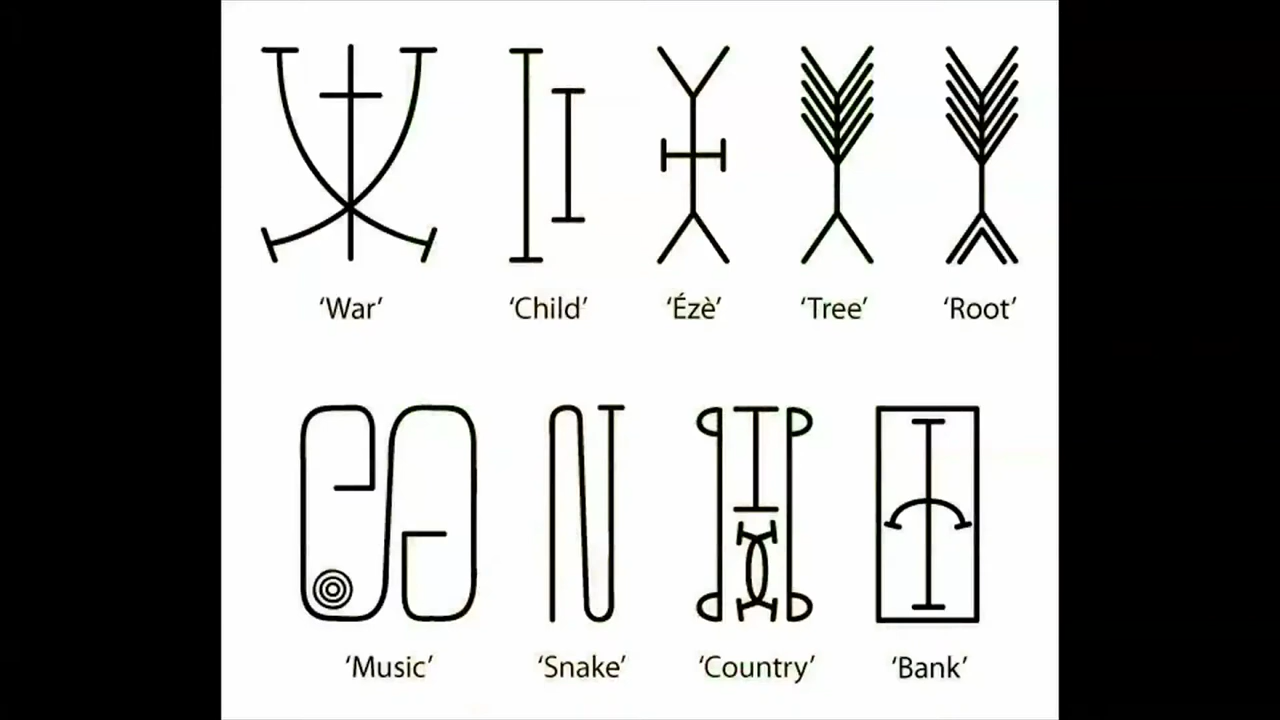 ‘War’ ‘Child’ ‘Ézè’ ‘Tree’ ‘Root’
‘Music’ ‘Snake’ ‘Country’ ‘Bank’